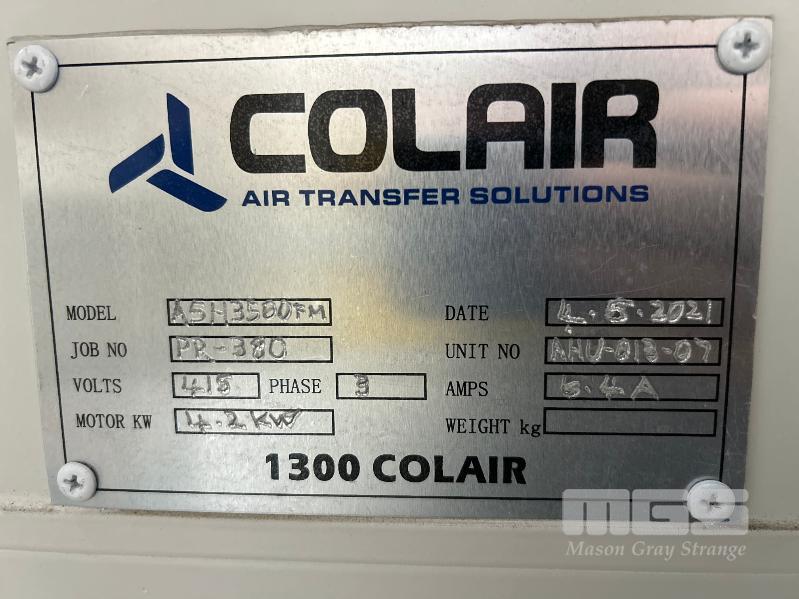 COLAIR
AIR TRANSFER SOLUTIONS
MODEL ASH3500FM DATE 4.5.2021
JOB NO PR-380 UNIT NO AHU-013-07
VOLTS 415 PHASE 3 AMPS 6.4A
MOTOR KW 4.2KW WEIGHT kg
1300 COLAIR
MGS
Mason Gray Strange